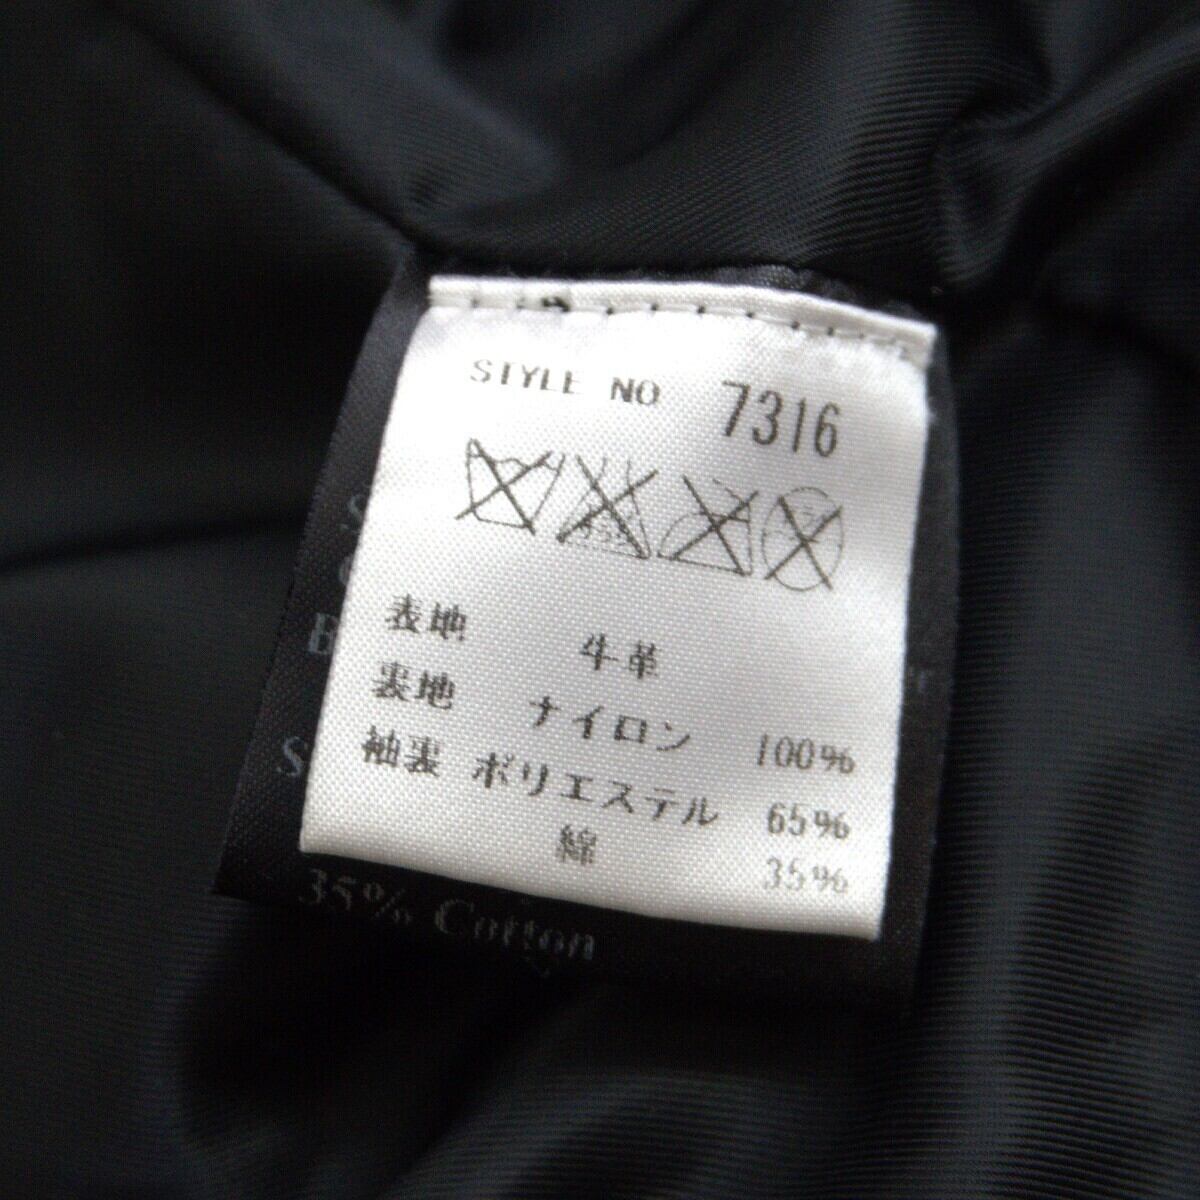 STYLE NO 7316
表地 牛革
裏地 ナイロン 100%
袖裏 ポリエステル 65%
綿 35%
35% Cotton